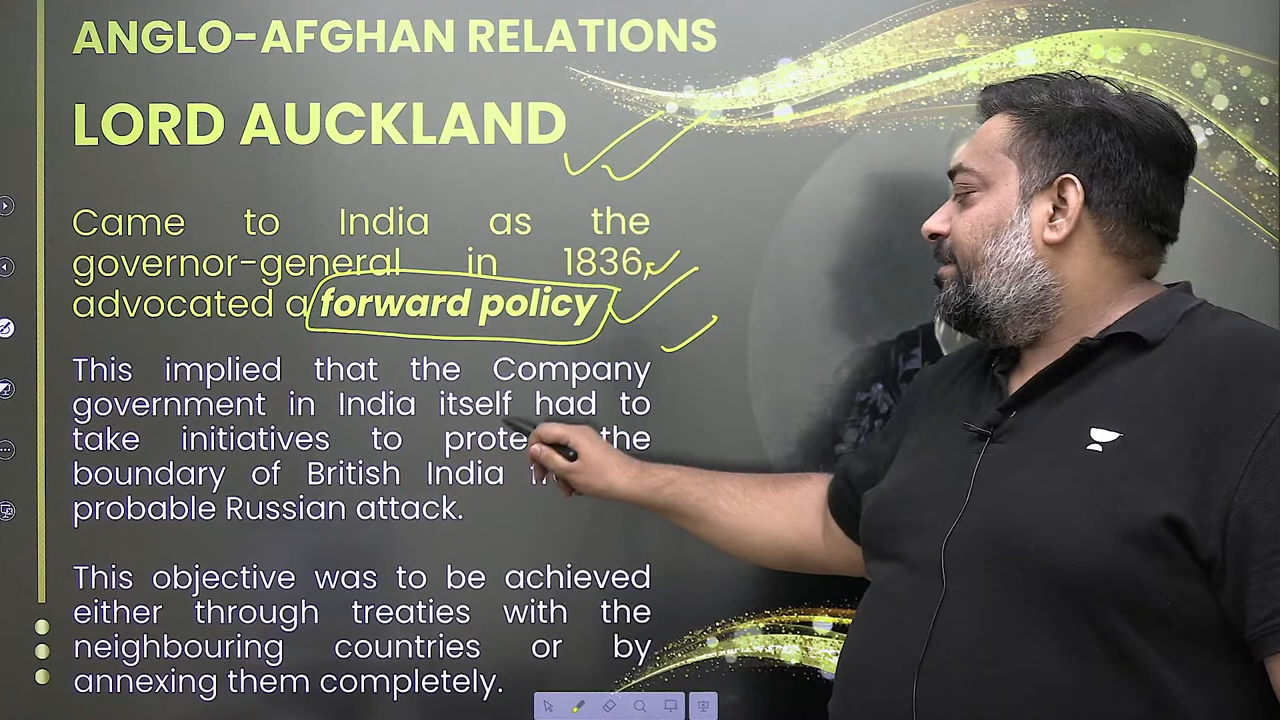 ANGLO-AFGHAN RELATIONS
LORD AUCKLAND
Came to India as the
governor-general in 1836,
advocated a forward policy
This implied that the Company
government in India itself had to
take initiatives to the
boundary of British India
probable Russian attack.
This objective was to be achieved
either through treaties with the
neighbouring countries or by
annexing them completely.